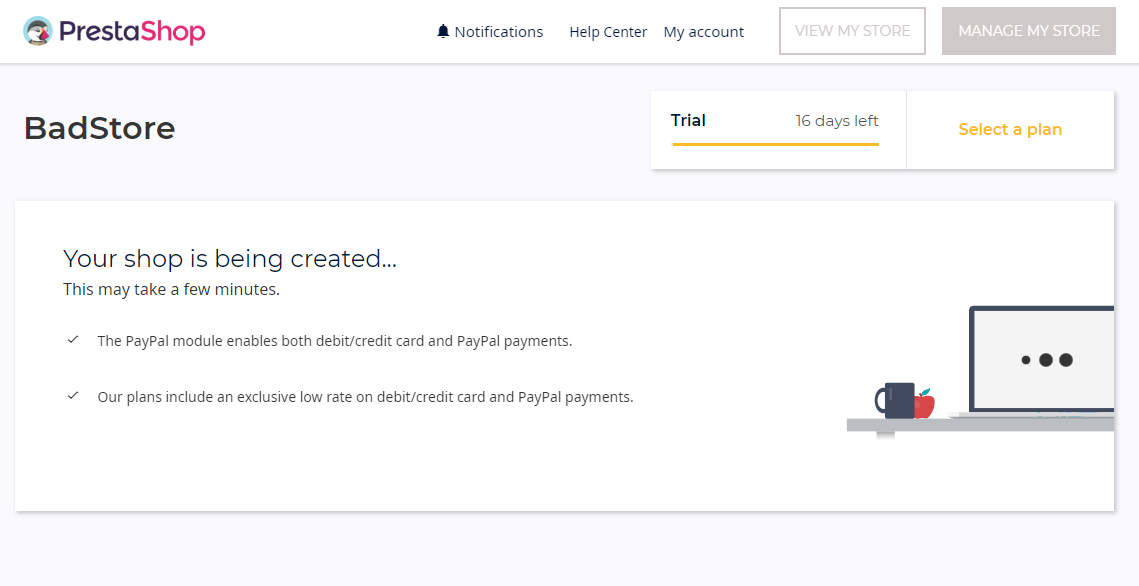 PrestaShop
Notifications Help Center My account VIEW MY STORE MANAGE MY STORE
BadStore
Trial 16 days left Select a plan
Your shop is being created...
This may take a few minutes.
The PayPal module enables both debit/credit card and PayPal payments.
Our plans include an exclusive low rate on debit/credit card and PayPal payments.